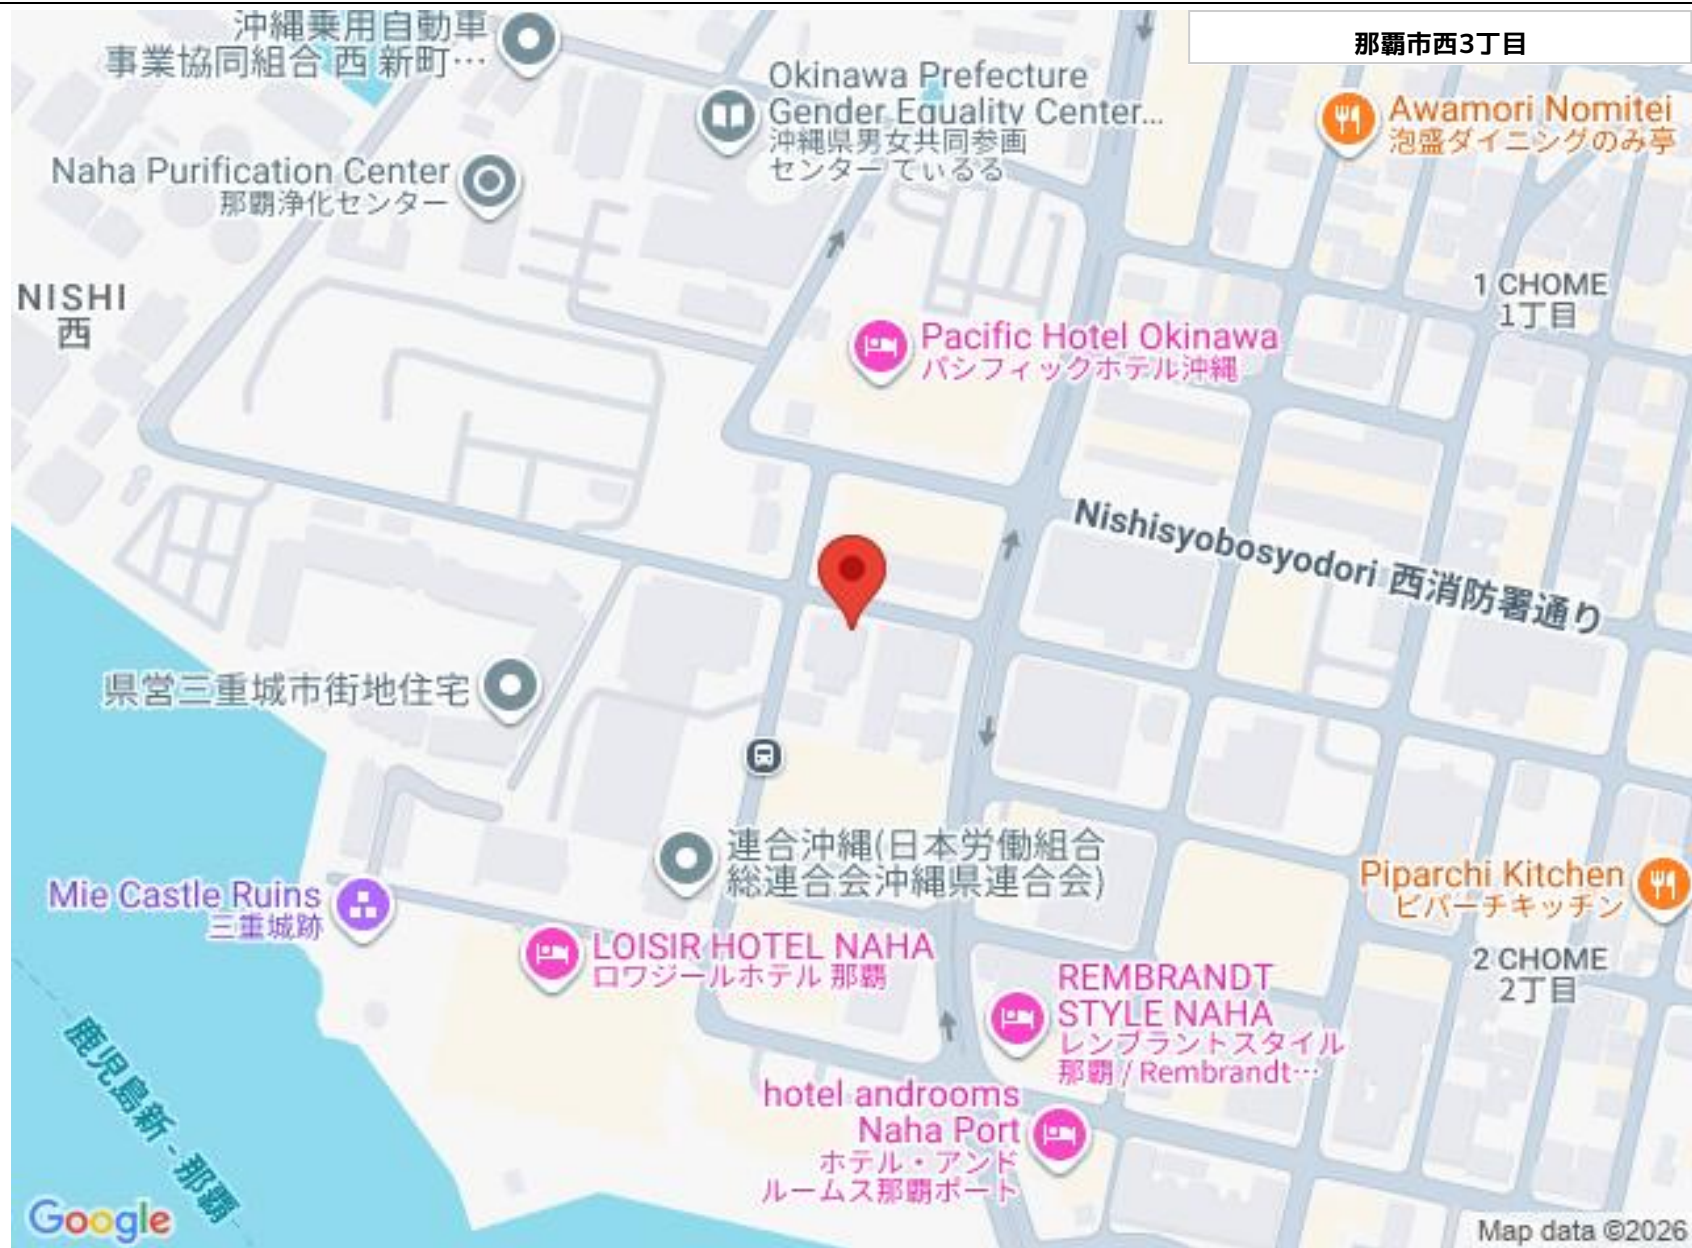 沖縄乗用自動車
事業協同組合 西 新町…
那覇市西3丁目
Okinawa Prefecture
Gender Equality Center...
沖縄県男女共同参画
センター てぃるる
Awamori Nomitei
泡盛ダイニングのみ亭
Naha Purification Center
那覇浄化センター
NISHI
西
1 CHOME
1丁目
Pacific Hotel Okinawa
パシフィックホテル沖縄
Nishisyobosyodori 西消防署通り
県営三重城市街地住宅
連合沖縄(日本労働組合
総連合会沖縄県連合会)
Piparchi Kitchen
ピパーチキッチン
Mie Castle Ruins
三重城跡
LOISIR HOTEL NAHA
ロワジールホテル 那覇
2 CHOME
2丁目
REMBRANDT
STYLE NAHA
レンブラントスタイル
那覇 / Rembrandt…
hotel androoms
Naha Port
ホテル・アンド
ルームス那覇ポート
鹿児島新 - 那覇
Google
Map data ©2026